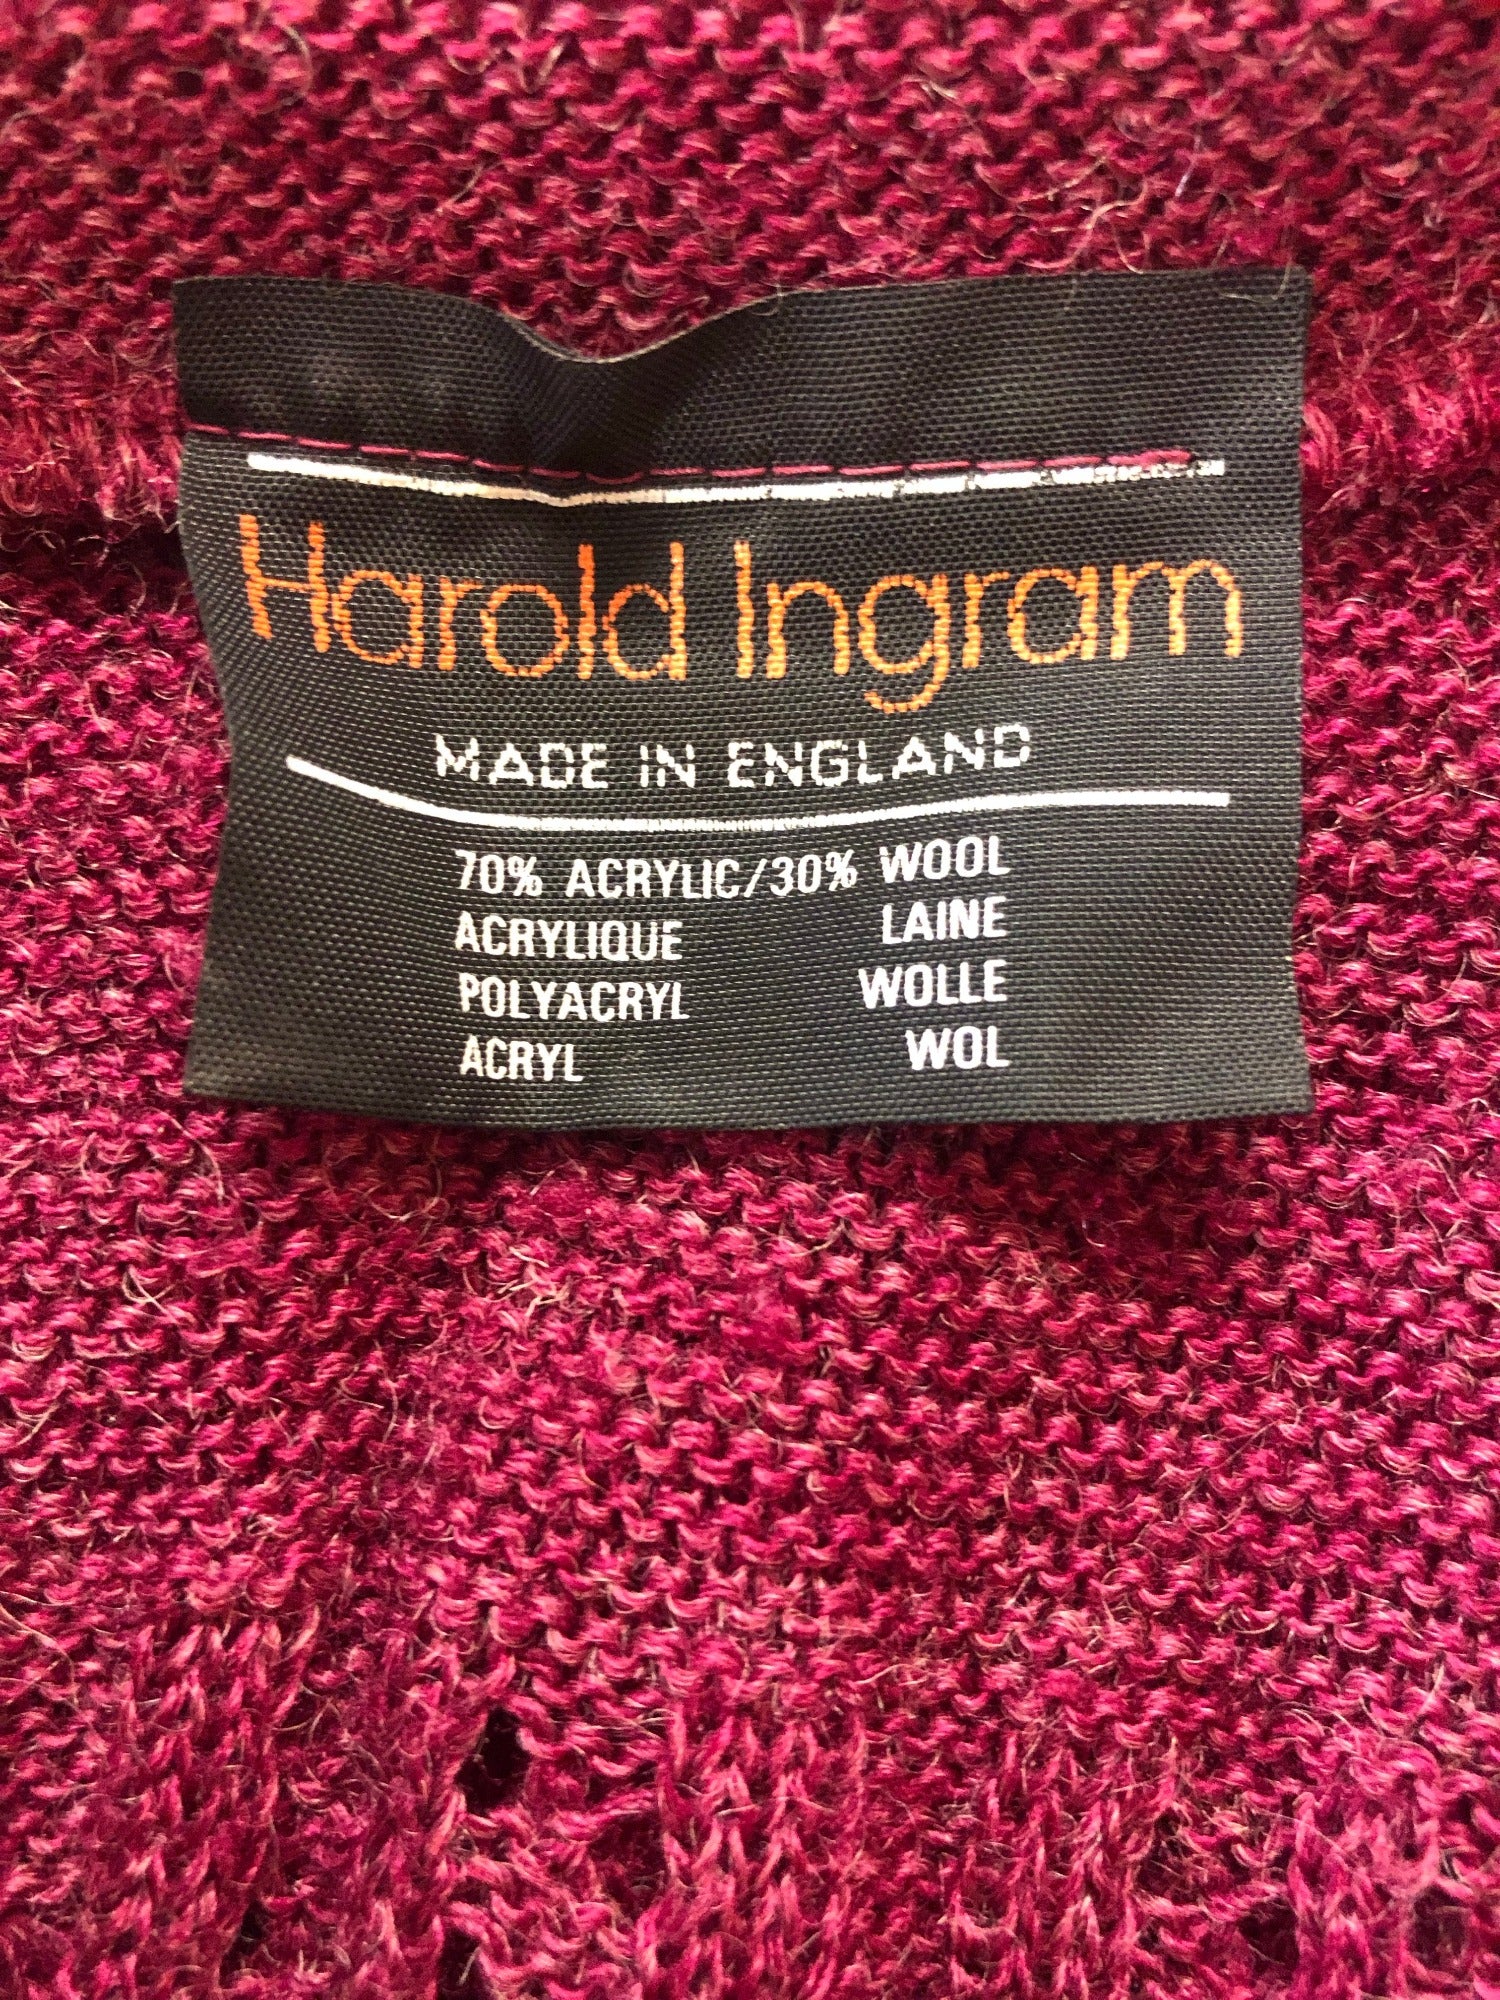 Harold Ingram
MADE IN ENGLAND
70% ACRYLIC/30% WOOL
ACRYLIQUE LAINE
POLYACRYL WOLLE
ACRYL WOL